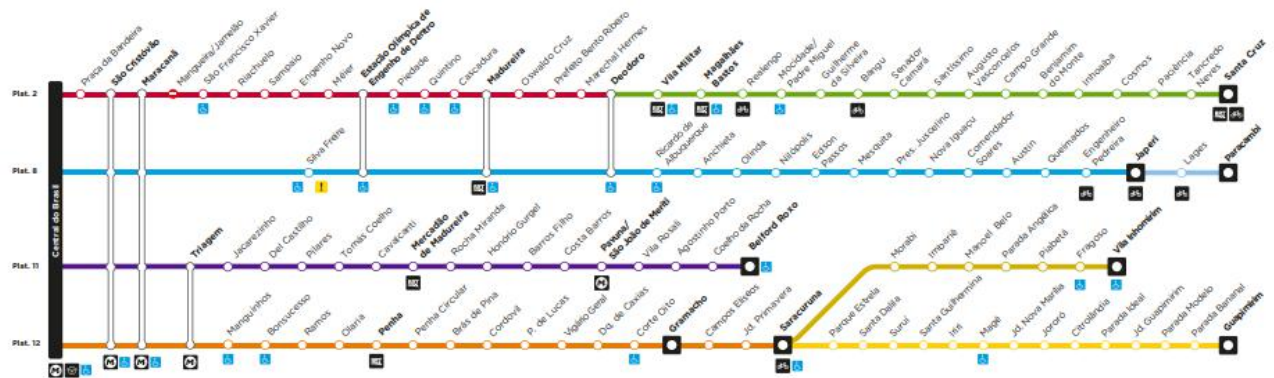 Praça da Bandeira
São Cristóvão
Maracanã
Mangueira/Jamelão
São Francisco Xavier
Riachuelo
Sampaio
Engenho Novo
Méier
Estação Olímpica de
Engenho de Dentro
Piedade
Quintino
Cascadura
Madureira
Oswaldo Cruz
Prefeito Bento Ribeiro
Marechal Hermes
Deodoro
Vila Militar
Magalhães
Bastos
Realengo
Mocidade/
Padre Miguel
Guilherme
da Silveira
Bangu
Senador
Camará
Santíssimo
Augusto
Vasconcelos
Campo Grande
Benjamim
do Monte
Inhoaíba
Cosmos
Paciência
Tancredo
Neves
Santa Cruz
Plat. 2
Central do Brasil
Silva Freire
Ricardo de
Albuquerque
Anchieta
Olinda
Nilópolis
Edson
Passos
Mesquita
Pres. Juscelino
Nova Iguaçu
Comendador
Soares
Austin
Queimados
Engenheiro
Pedreira
Japeri
Lages
Paracambi
Plat. 8
Triagem
Jacarezinho
Del Castilho
Pilares
Tomás Coelho
Cavalcanti
Mercadão
de Madureira
Rocha Miranda
Honório Gurgel
Barros Filho
Costa Barros
Pavuna/
São João de Meriti
Vila Rosali
Agostinho Porto
Coelho da Rocha
Belford Roxo
Morabi
Imbariê
Manoel Belo
Parada Angélica
Piabetá
Fragoso
Vila Inhomirim
Plat. 11
Manguinhos
Bonsucesso
Ramos
Olaria
Penha
Penha Circular
Brás de Pina
Cordovil
P. de Lucas
Vigário Geral
Dq. de Caxias
Corte Oito
Gramacho
Campos Elíseos
Jd. Primavera
Saracuruna
Parque Estrela
Santa Dalila
Suruí
Santa Guilhermina
Iriri
Magé
Jd. Nova Marília
Jororó
Citrolândia
Parada Ideal
Jd. Guapimirim
Parada Modelo
Parada Bananal
Guapimirim
Plat. 12